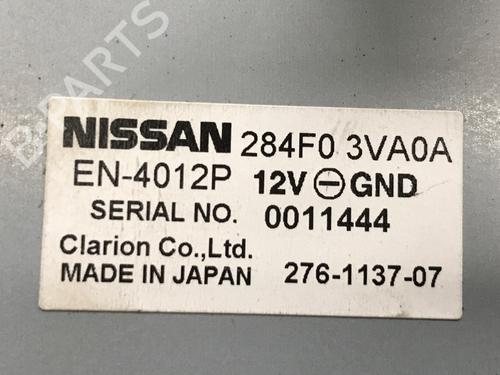 NISSAN 284F0 3VA0A
EN-4012P 12V ⊖ GND
SERIAL NO. 0011444
Clarion Co.,Ltd.
MADE IN JAPAN 276-1137-07
B-PARTS